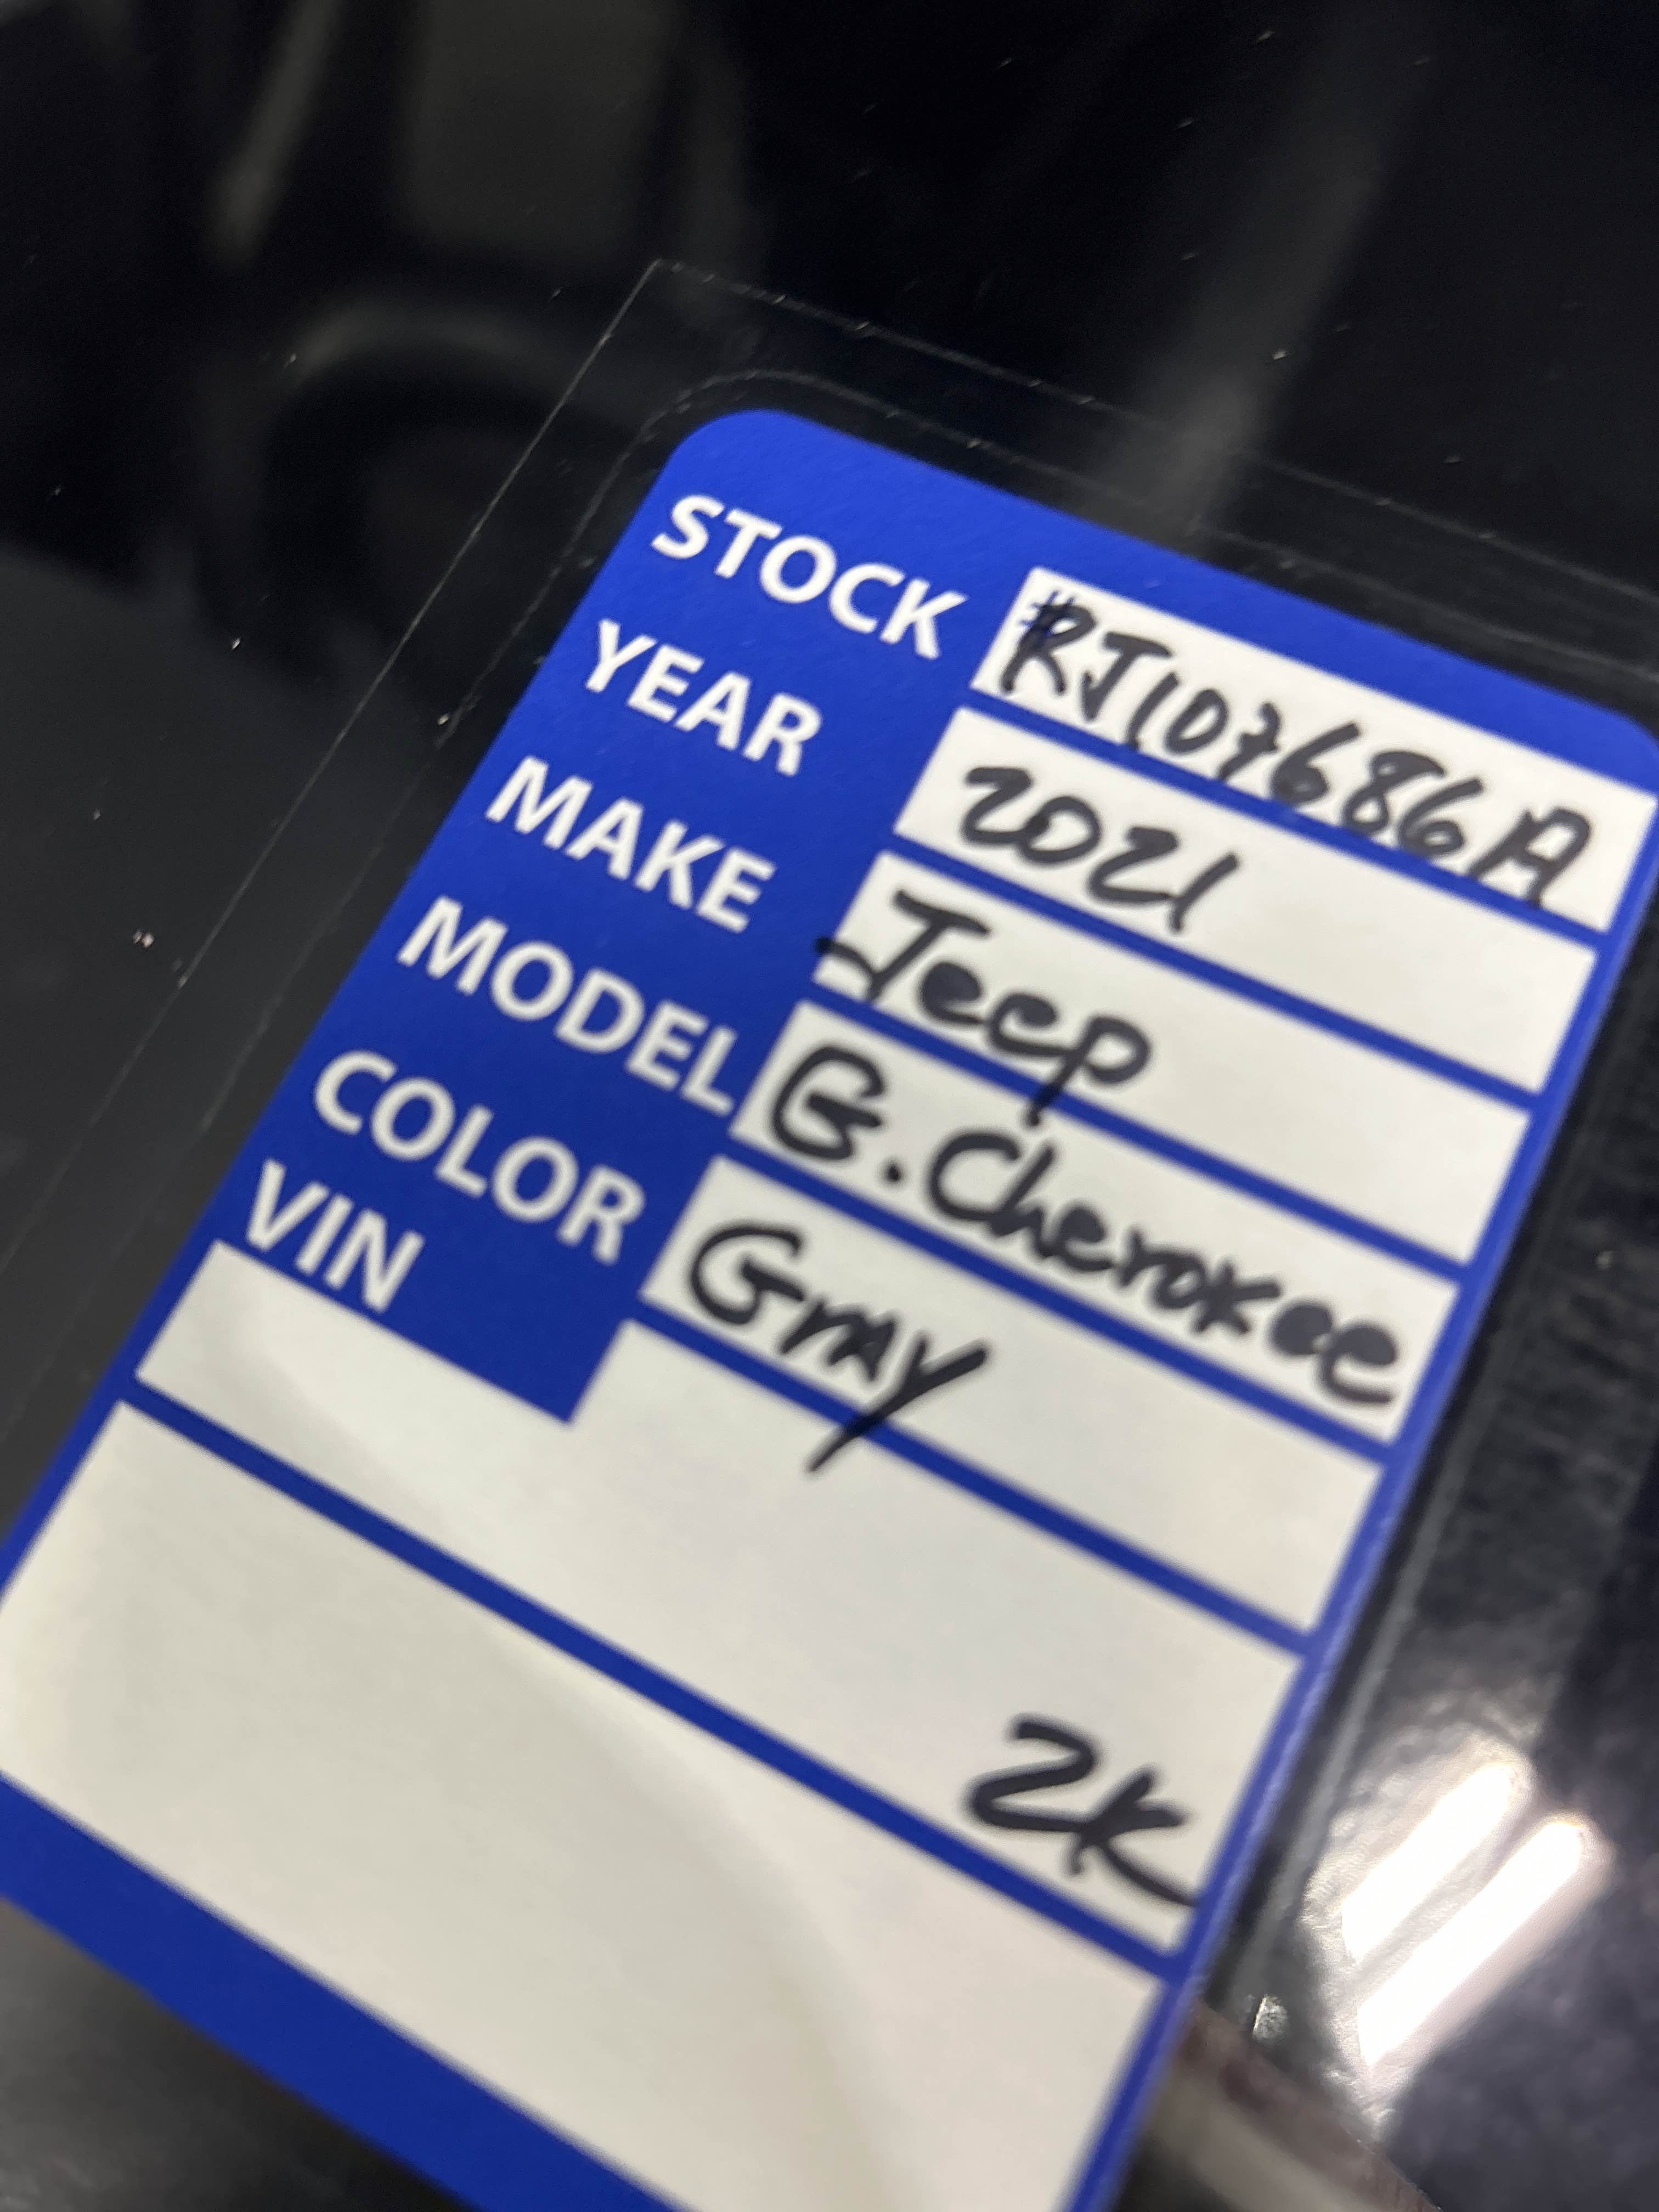 STOCK #RJ107686A
YEAR 2021
MAKE Jeep
MODEL G. Cherokee
COLOR Gray
VIN
2K